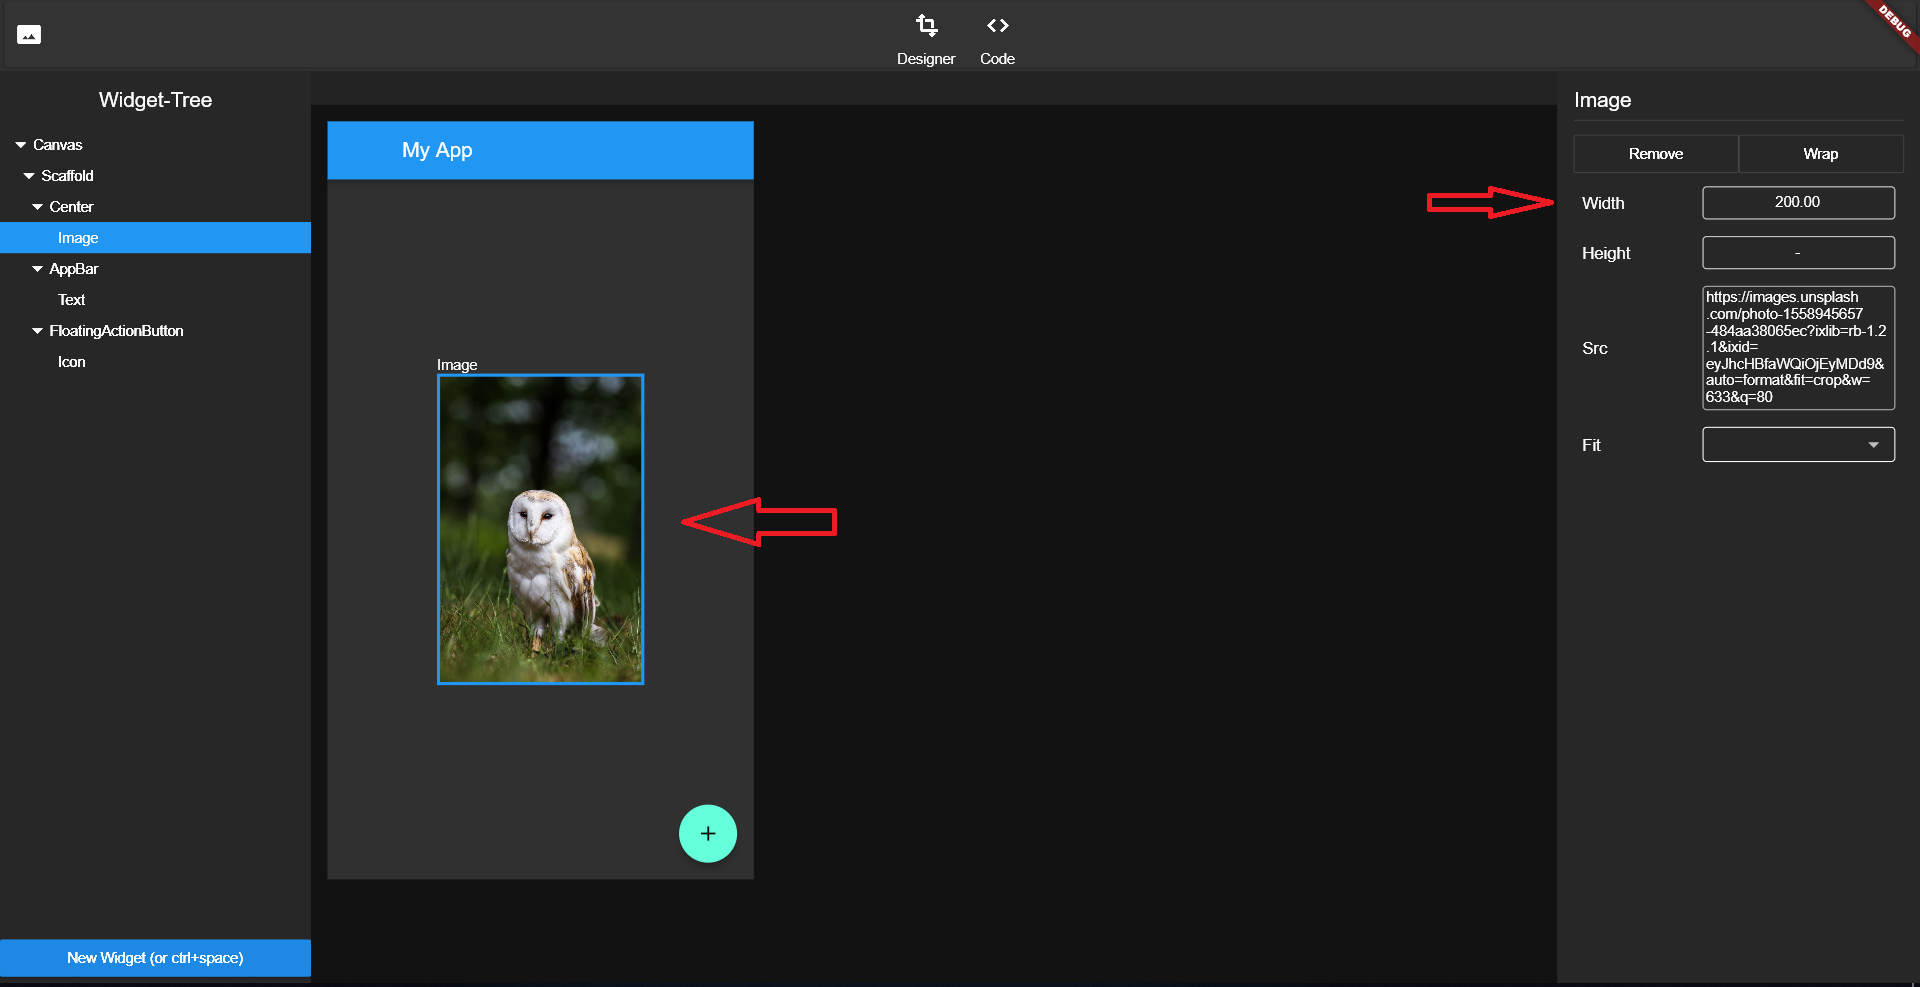 Designer
Code
DEBUG
Widget-Tree
Canvas
Scaffold
Center
Image
AppBar
Text
FloatingActionButton
Icon
New Widget (or ctrl+space)
My App
Image
Image
Remove
Wrap
Width
200.00
Height
-
Src
https://images.unsplash
.com/photo-1558945657
-484aa38065ec?ixlib=rb-1.2
.1&ixid=
eyJhcHBfaWQiOjEyMDd9&
auto=format&fit=crop&w=
633&q=80
Fit